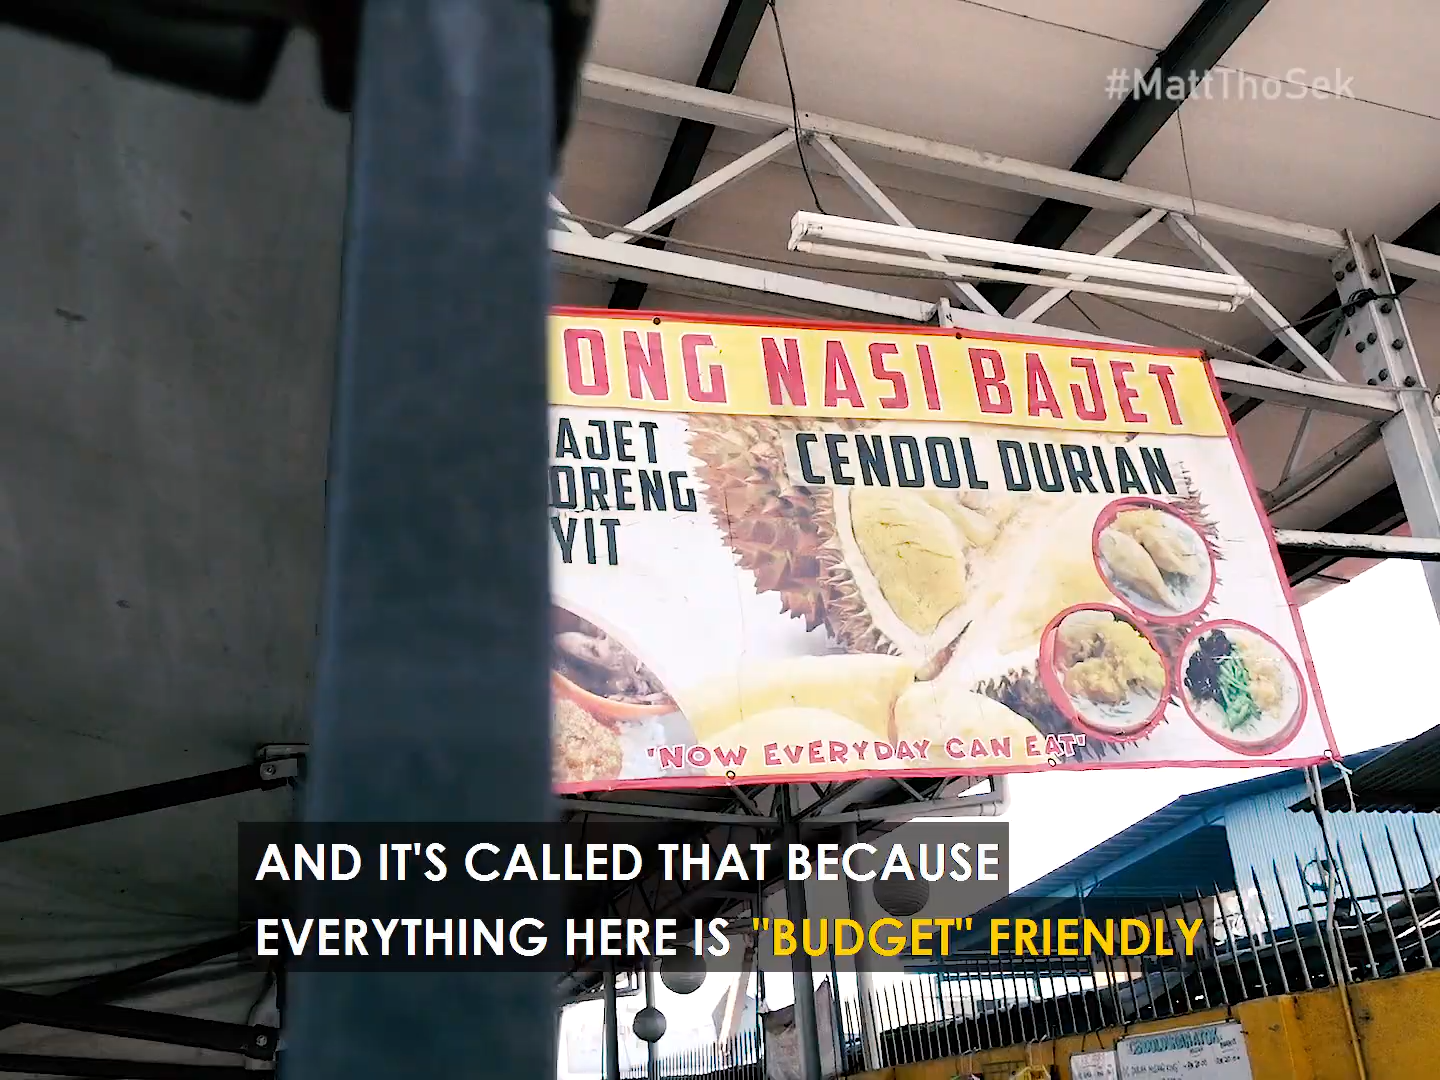 #MattThoSek
ONG NASI BAJET
AJET
ORENG
YIT
CENDOL DURIAN
'NOW EVERYDAY CAN EAT'
AND IT'S CALLED THAT BECAUSE
EVERYTHING HERE IS "BUDGET" FRIENDLY